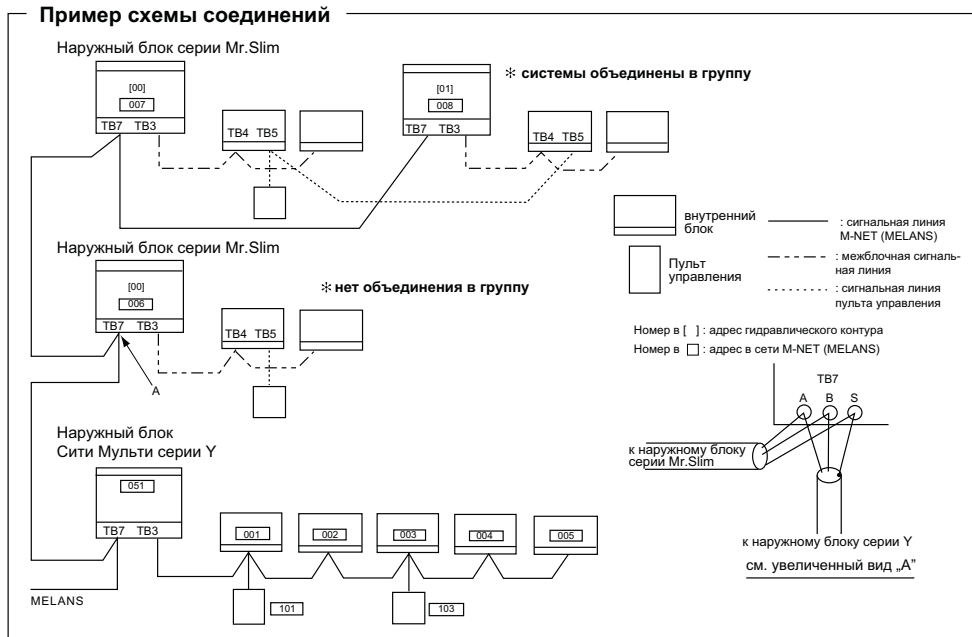 Пример схемы соединений
Наружный блок серии Mr.Slim
[00]
007
TB7 TB3
TB4 TB5
[01]
008
TB7 TB3
✻ системы объединены в группу
TB4 TB5
Наружный блок серии Mr.Slim
[00]
006
TB7 TB3
A
✻ нет объединения в группу
TB4 TB5
внутренний
блок
Пульт
управления
: сигнальная линия
M-NET (MELANS)
: межблочная сигналь-
ная линия
: сигнальная линия
пульта управления
Номер в [ ] : адрес гидравлического контура
Номер в □ : адрес в сети M-NET (MELANS)
TB7
A B S
к наружному блоку
серии Mr.Slim
к наружному блоку серии Y
см. увеличенный вид „A”
Наружный блок
Сити Мульти серии Y
051
TB7 TB3
001
002
003
004
005
MELANS
101
103